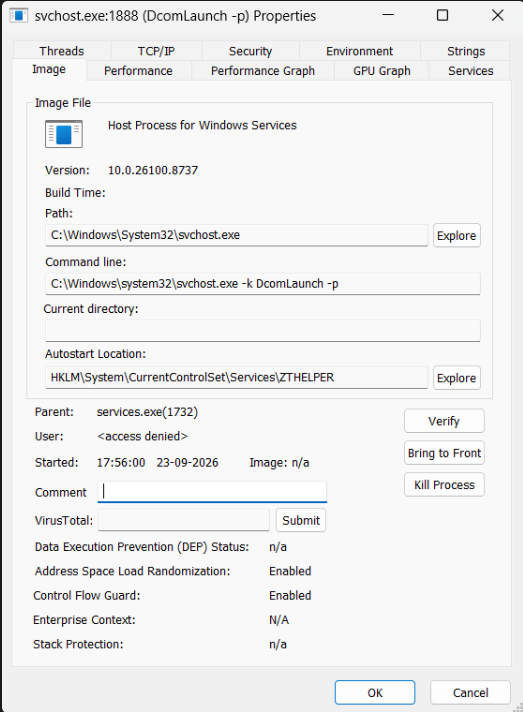 svchost.exe:1888 (DcomLaunch -p) Properties
Threads TCP/IP Security Environment Strings
Image Performance Performance Graph GPU Graph Services
Image File
Host Process for Windows Services
Version: 10.0.26100.8737
Build Time:
Path:
C:\Windows\System32\svchost.exe Explore
Command line:
C:\Windows\system32\svchost.exe -k DcomLaunch -p
Current directory:
Autostart Location:
HKLM\System\CurrentControlSet\Services\ZTHELPER Explore
Parent: services.exe(1732) Verify
User: <access denied>
Bring to Front
Started: 17:56:00 23-09-2026 Image: n/a
Kill Process
Comment
VirusTotal: Submit
Data Execution Prevention (DEP) Status: n/a
Address Space Load Randomization: Enabled
Control Flow Guard: Enabled
Enterprise Context: N/A
Stack Protection: n/a
OK Cancel